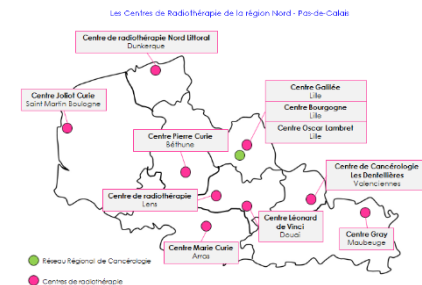 Les Centres de Radiothérapie de la région Nord - Pas-de-Calais
Centre de radiothérapie Nord Littoral
Dunkerque
Centre Joliot Curie
Saint Martin Boulogne
Centre Galilée
Lille
Centre Bourgogne
Lille
Centre Oscar Lambret
Lille
Centre Pierre Curie
Béthune
Centre de Cancérologie
Les Dentellières
Valenciennes
Centre de radiothérapie
Lens
Centre Léonard
de Vinci
Douai
Centre Gray
Maubeuge
Centre Marie Curie
Arras
Réseau Régional de Cancérologie
Centres de radiothérapie